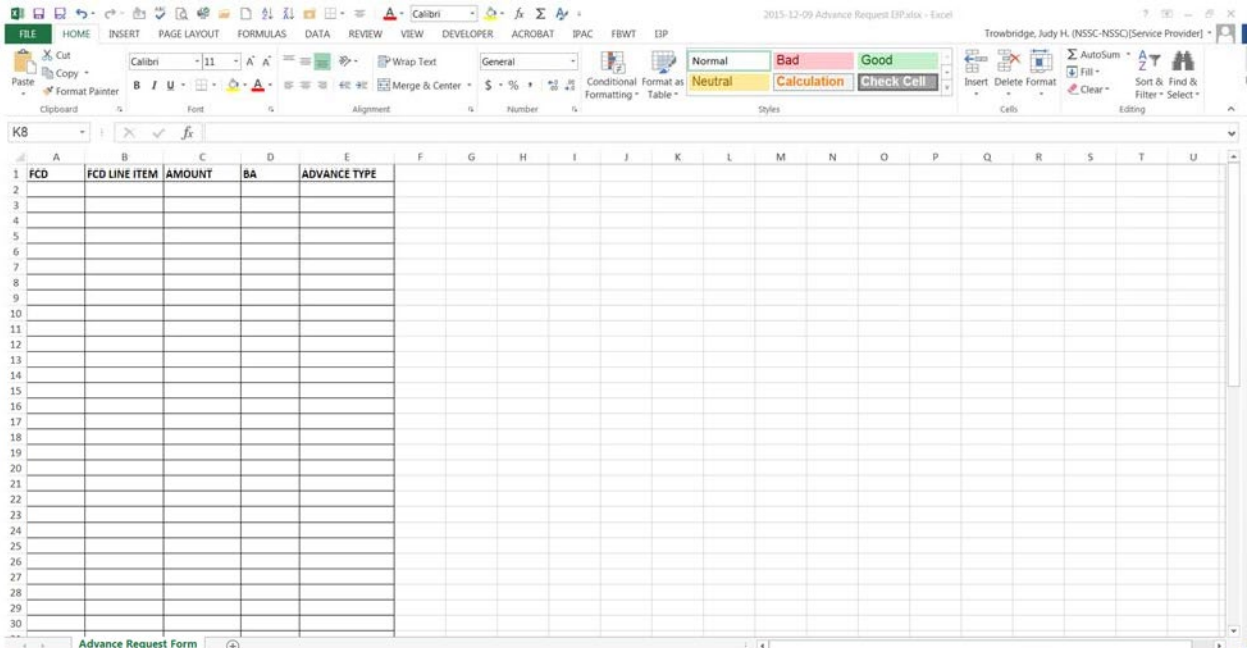 Calibri
2015-12-09 Advance Request I3P.xlsx - Excel
FILE HOME INSERT PAGE LAYOUT FORMULAS DATA REVIEW VIEW DEVELOPER ACROBAT IPAC FBWT I3P
Trowbridge, Judy H. (NSSC-NSSC)[Service Provider]
Paste
Cut
Copy
Format Painter
Clipboard
Calibri 11
B I U
Font
Wrap Text
Merge & Center
Alignment
General
$ % ,
Number
Conditional Formatting
Format as Table
Normal Bad Good
Neutral Calculation Check Cell
Styles
Insert Delete Format
Cells
AutoSum
Fill
Clear
Sort & Filter
Find & Select
Editing
K8 fx
A B C D E F G H I J K L M N O P Q R S T U
1 FCD FCD LINE ITEM AMOUNT BA ADVANCE TYPE
2
3
4
5
6
7
8
9
10
11
12
13
14
15
16
17
18
19
20
21
22
23
24
25
26
27
28
29
30
Advance Request Form